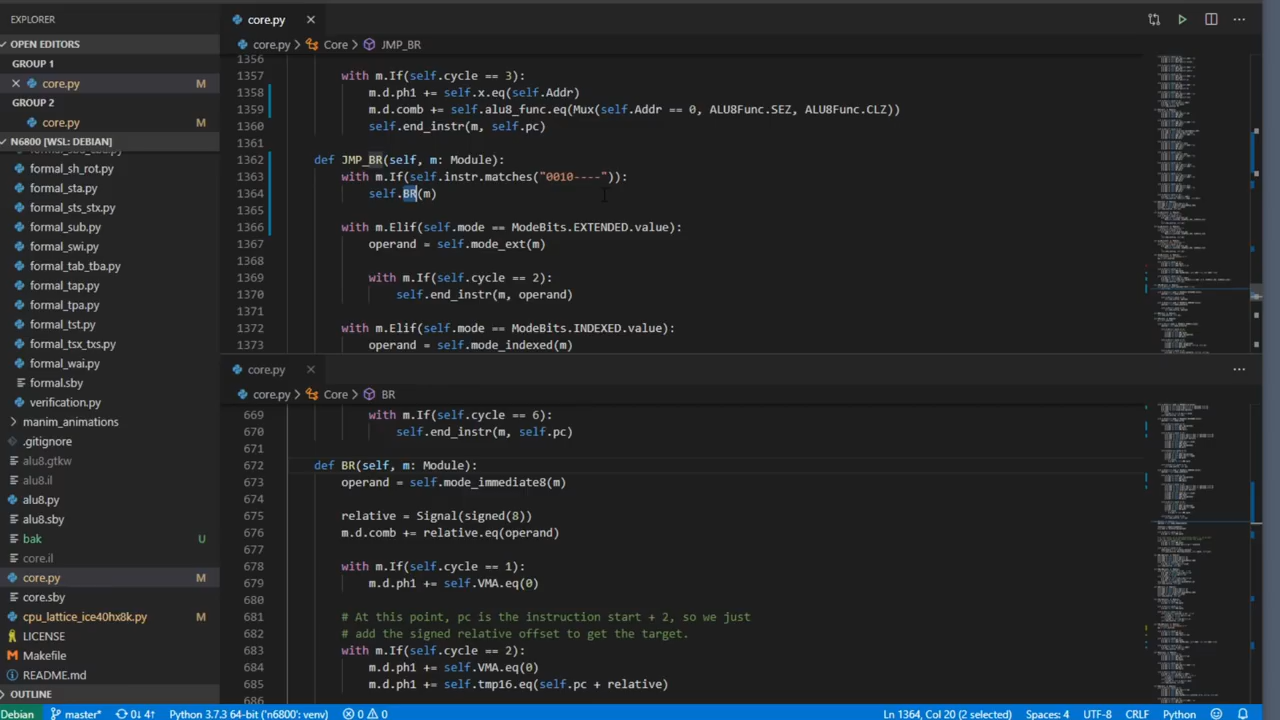 EXPLORER
OPEN EDITORS
GROUP 1
core.py M
GROUP 2
core.py M
N6800 [WSL: DEBIAN]
formal_sh_rot.py
formal_sta.py
formal_sts_stx.py
formal_sub.py
formal_swi.py
formal_tab_tba.py
formal_tap.py
formal_tpa.py
formal_tst.py
formal_tsx_txs.py
formal_wai.py
formal.sby
verification.py
manim_animations
.gitignore
alu8.gtkw
alu8.il
alu8.py
alu8.sby
bak U
core.il
core.py M
core.sby
cpu_lattice_ice40hx8k.py M
LICENSE
Makefile
README.md
OUTLINE
core.py
core.py > Core > JMP_BR
1356
1357 with m.If(self.cycle == 3):
1358 m.d.ph1 += self. .eq(self.Addr)
1359 m.d.comb += self.alu8_func.eq(Mux(self.Addr == 0, ALU8Func.SEZ, ALU8Func.CLZ))
1360 self.end_instr(m, self.pc)
1361
1362 def JMP_BR(self, m: Module):
1363 with m.If(self.instr.matches("0010----")):
1364 self.BR(m)
1365
1366 with m.Elif(self.mode == ModeBits.EXTENDED.value):
1367 operand = self.mode_ext(m)
1368
1369 with m.If(self.cycle == 2):
1370 self.end_instr(m, operand)
1371
1372 with m.Elif(self.mode == ModeBits.INDEXED.value):
1373 operand = self.mode_indexed(m)
core.py
core.py > Core > BR
669 with m.If(self.cycle == 6):
670 self.end_instr(m, self.pc)
671
672 def BR(self, m: Module):
673 operand = self.mode_immediate8(m)
674
675 relative = Signal(signed(8))
676 m.d.comb += relative.eq(operand)
677
678 with m.If(self.cycle == 1):
679 m.d.ph1 += self.VMA.eq(0)
680
681 # At this point, pc is the instruction start + 2, so we just
682 # add the signed relative offset to get the target.
683 with m.If(self.cycle == 2):
684 m.d.ph1 += self.VMA.eq(0)
685 m.d.ph1 += self. .eq(self.pc + relative)
686
Debian master* 0↓ 4↑ Python 3.7.3 64-bit ('n6800': venv) 0 0 Ln 1364, Col 20 (2 selected) Spaces: 4 UTF-8 CRLF Python